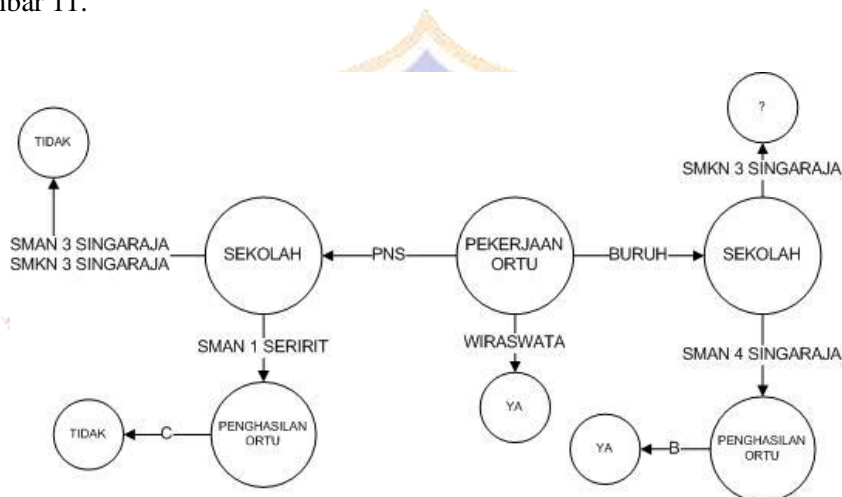 mbar 11.
?
TIDAK
SMKN 3 SINGARAJA
SMAN 3 SINGARAJA
SMKN 3 SINGARAJA
SEKOLAH
PNS
PEKERJAAN
ORTU
BURUH
SEKOLAH
SMAN 1 SERIRIT
WIRASWATA
SMAN 4 SINGARAJA
TIDAK
C
PENGHASILAN
ORTU
YA
YA
B
PENGHASILAN
ORTU